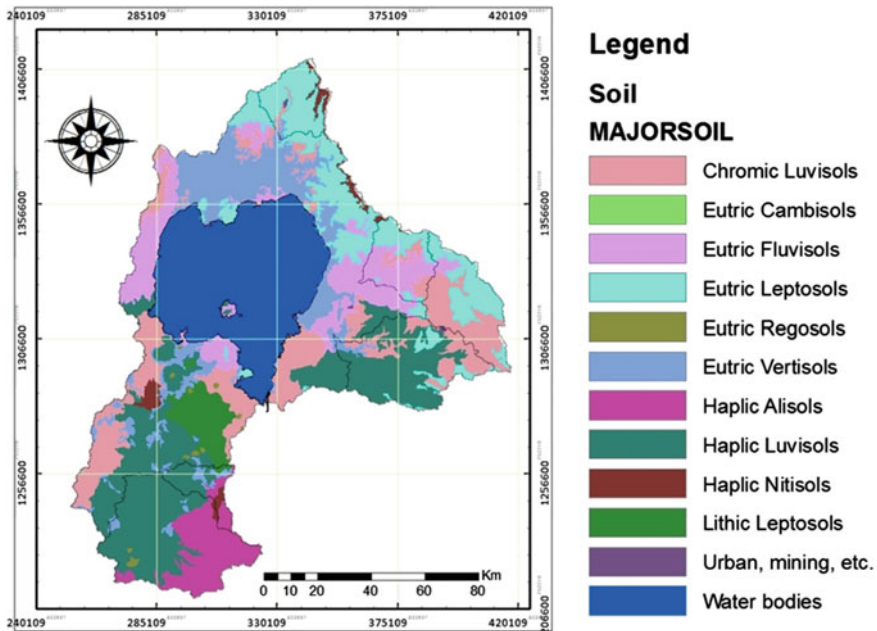 240109 285109 330109 375109 420109
Legend
Soil
MAJORSOIL
Chromic Luvisols
Eutric Cambisols
Eutric Fluvisols
Eutric Leptosols
Eutric Regosols
Eutric Vertisols
Haplic Alisols
Haplic Luvisols
Haplic Nitisols
Lithic Leptosols
Urban, mining, etc.
Water bodies
1406600 1406600
1356600 1356600
1306600 1306600
1256600 1256600
Km
0 10 20 40 60 80
206600
240109 285109 330109 375109 420109